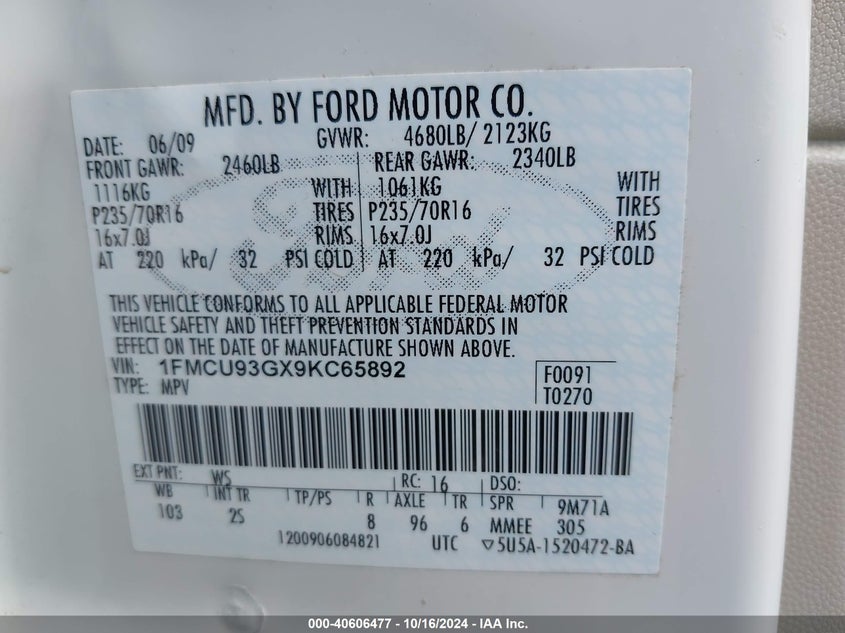 MFD. BY FORD MOTOR CO.
DATE: 06/09 GVWR: 4680LB/ 2123KG
FRONT GAWR: 2460LB REAR GAWR: 2340LB
1116KG WITH 1061KG WITH
P235/70R16 TIRES P235/70R16 TIRES
16x7.0J RIMS 16x7.0J RIMS
AT 220 kPa/ 32 PSI COLD AT 220 kPa/ 32 PSI COLD
THIS VEHICLE CONFORMS TO ALL APPLICABLE FEDERAL MOTOR
VEHICLE SAFETY AND THEFT PREVENTION STANDARDS IN
EFFECT ON THE DATE OF MANUFACTURE SHOWN ABOVE.
VIN: 1FMCU93GX9KC65892 F0091
TYPE: MPV T0270
EXT PNT: WS RC: 16 DSO:
WB INT TR TP/PS R AXLE TR SPR 9M71A
103 2S 8 96 6 MMEE 305
1200906084821 UTC ▽5U5A-1520472-BA
000-40606477 - 10/16/2024 - IAA Inc.